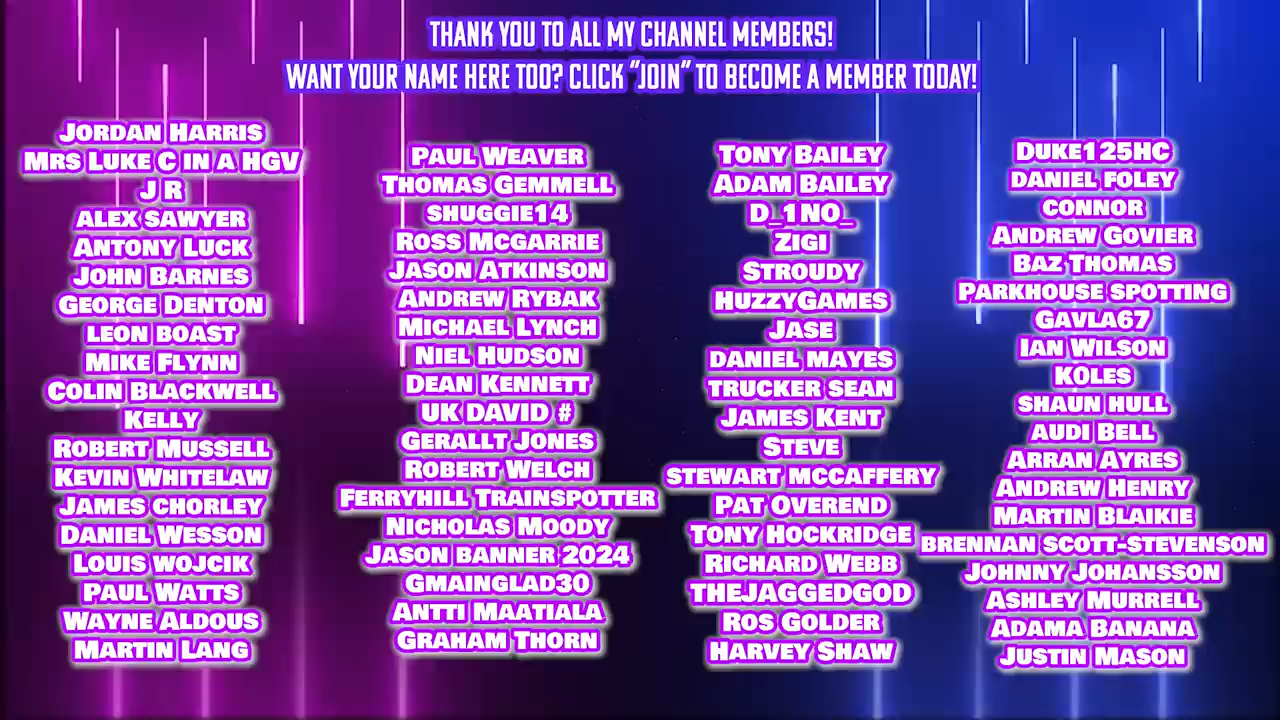 THANK YOU TO ALL MY CHANNEL MEMBERS!
WANT YOUR NAME HERE TOO? CLICK "JOIN" TO BECOME A MEMBER TODAY!
JORDAN HARRIS
MRS LUKE C IN A HGV
J R
ALEX SAWYER
ANTONY LUCK
JOHN BARNES
GEORGE DENTON
LEON BOAST
MIKE FLYNN
COLIN BLACKWELL
KELLY
ROBERT MUSSELL
KEVIN WHITELAW
JAMES CHORLEY
DANIEL WESSON
LOUIS WOJCIK
PAUL WATTS
WAYNE ALDOUS
MARTIN LANG
PAUL WEAVER
THOMAS GEMMELL
SHUGGIE14
ROSS MCGARRIE
JASON ATKINSON
ANDREW RYBAK
MICHAEL LYNCH
NIEL HUDSON
DEAN KENNETT
UK DAVID #
GERALLT JONES
ROBERT WELCH
FERRYHILL TRAINSPOTTER
NICHOLAS MOODY
JASON BANNER 2024
GMAINGLAD30
ANTTI MAATIALA
GRAHAM THORN
TONY BAILEY
ADAM BAILEY
D_1NO_
ZIGI
STROUDY
HUZZYGAMES
JASE
DANIEL MAYES
TRUCKER SEAN
JAMES KENT
STEVE
STEWART MCCAFFERY
PAT OVEREND
TONY HOCKRIDGE
RICHARD WEBB
THEJAGGEDGOD
ROS GOLDER
HARVEY SHAW
DUKE125HC
DANIEL FOLEY
CONNOR
ANDREW GOVIER
BAZ THOMAS
PARKHOUSE SPOTTING
GAVLA67
IAN WILSON
K0LES
SHAUN HULL
AUDI BELL
ARRAN AYRES
ANDREW HENRY
MARTIN BLAIKIE
BRENNAN SCOTT-STEVENSON
JOHNNY JOHANSSON
ASHLEY MURRELL
ADAMA BANANA
JUSTIN MASON